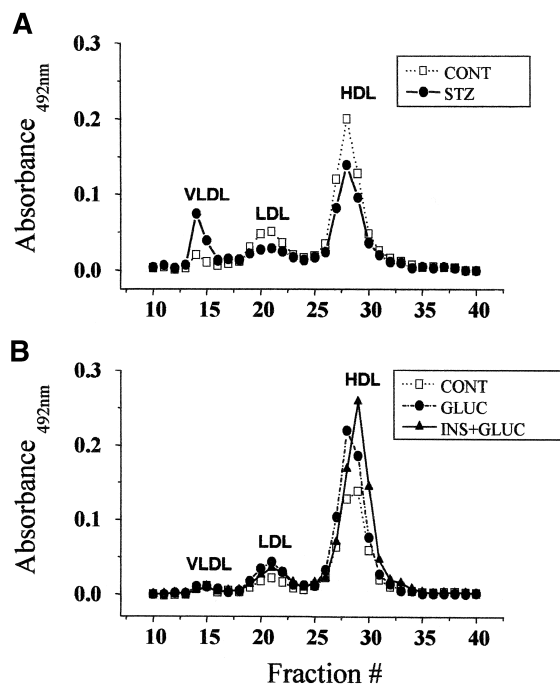 A
0.3
0.2
0.1
0.0
Absorbance 492nm
CONT
STZ
VLDL
LDL
HDL
10 15 20 25 30 35 40
B
0.3
0.2
0.1
0.0
Absorbance 492nm
CONT
GLUC
INS+GLUC
VLDL
LDL
HDL
10 15 20 25 30 35 40
Fraction #